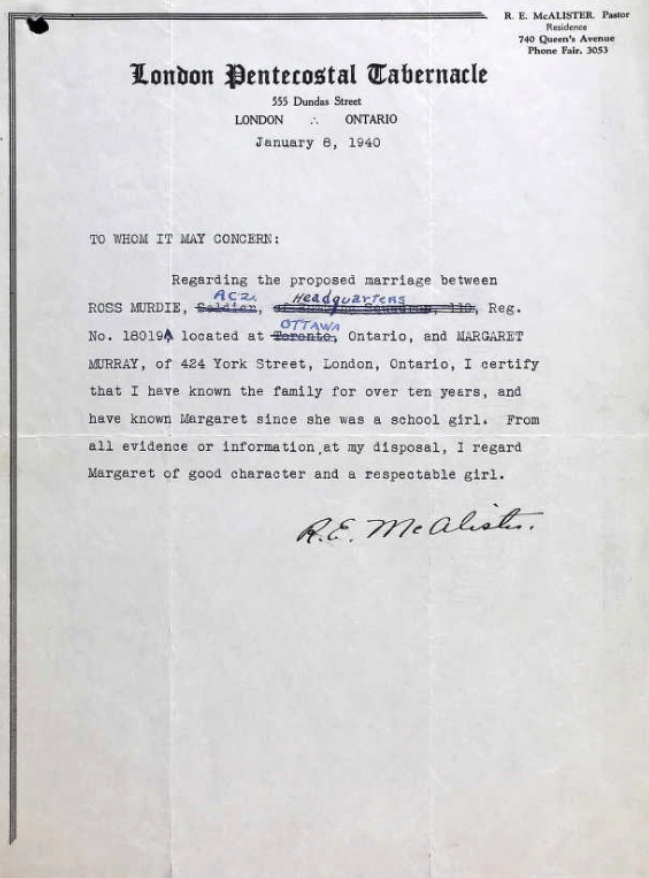 R. E. McALISTER. Pastor
Residence
740 Queen's Avenue
Phone Fair. 3053
London Pentecostal Tabernacle
555 Dundas Street
LONDON ∴ ONTARIO
January 8, 1940
TO WHOM IT MAY CONCERN:
Regarding the proposed marriage between
AC2. Headquarters
ROSS MURDIE, Soldier, Squadron, 110, Reg.
OTTAWA
No. 18019A located at Toronto, Ontario, and MARGARET
MURRAY, of 424 York Street, London, Ontario, I certify
that I have known the family for over ten years, and
have known Margaret since she was a school girl. From
all evidence or information at my disposal, I regard
Margaret of good character and a respectable girl.
R.E. McAlister.